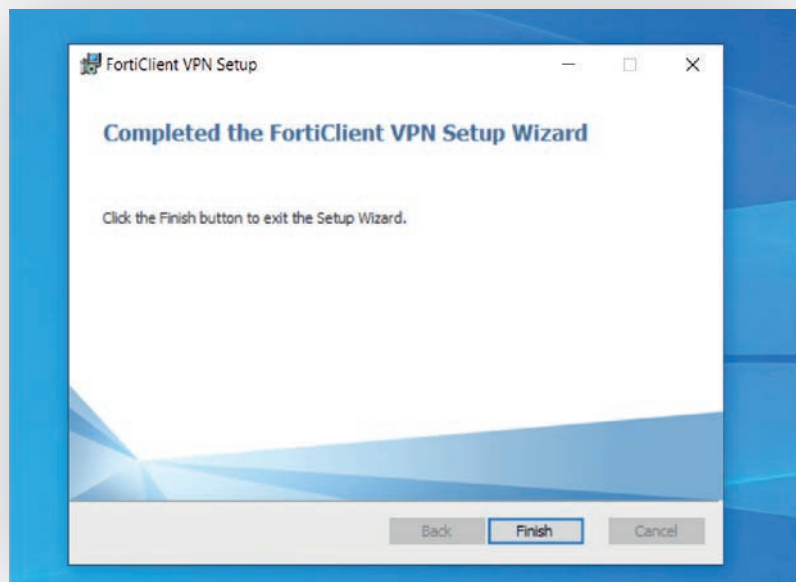 FortiClient VPN Setup
Completed the FortiClient VPN Setup Wizard
Click the Finish button to exit the Setup Wizard.
Back Finish Cancel